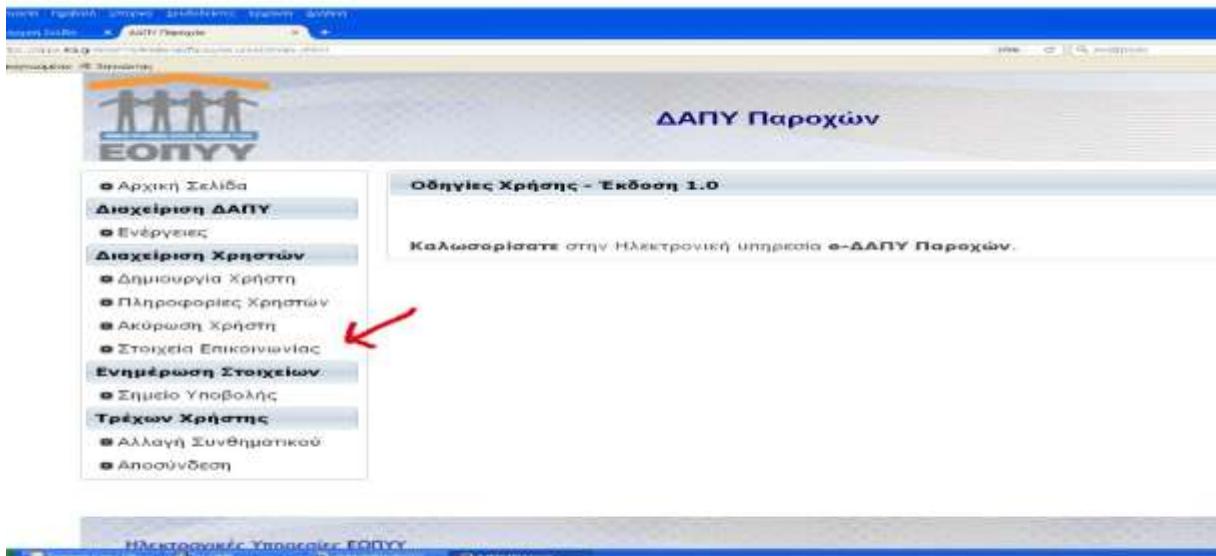 ΔΑΠΥ Παροχών
ΕΟΠΥΥ
ΔΑΠΥ Παροχών
Αρχική Σελίδα
Διαχείριση ΔΑΠΥ
Ενέργειες
Διαχείριση Χρηστών
Δημιουργία Χρήστη
Πληροφορίες Χρηστών
Ακύρωση Χρήστη
Στοιχεία Επικοινωνίας
Ενημέρωση Στοιχείων
Σημείο Υποβολής
Τρέχων Χρήστης
Αλλαγή Συνθηματικού
Αποσύνδεση
Οδηγίες Χρήσης - Έκδοση 1.0
Καλωσορίσατε στην Ηλεκτρονική υπηρεσία e-ΔΑΠΥ Παροχών.
Ηλεκτρονικές Υπηρεσίες ΕΟΠΥΥ